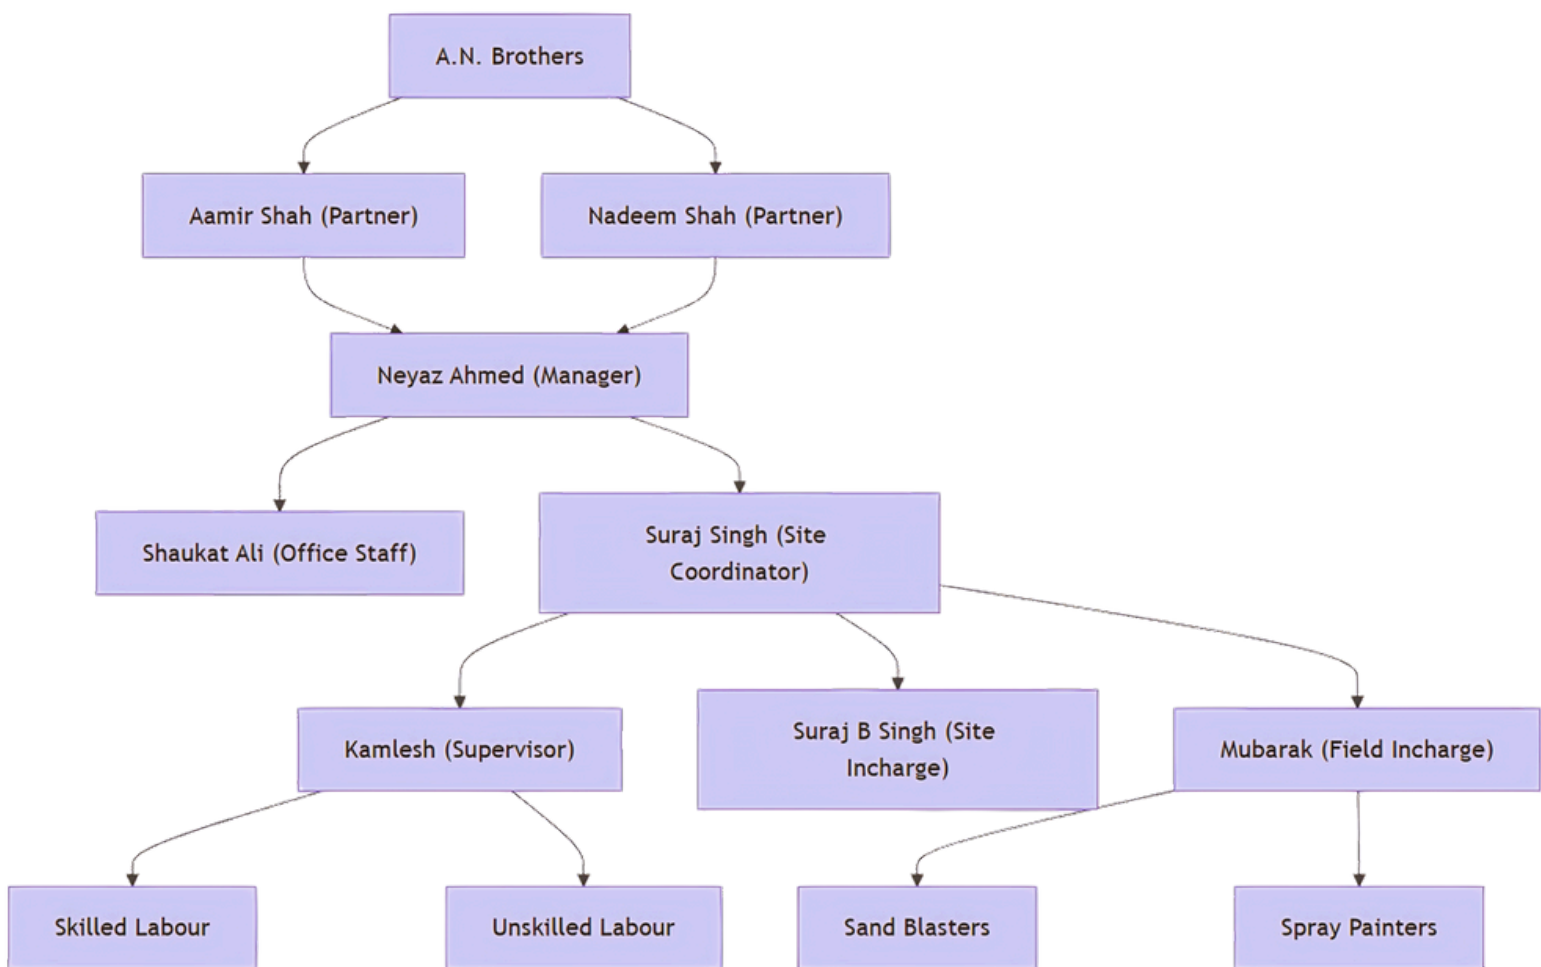 A.N. Brothers
Aamir Shah (Partner)
Nadeem Shah (Partner)
Neyaz Ahmed (Manager)
Shaukat Ali (Office Staff)
Suraj Singh (Site
Coordinator)
Kamlesh (Supervisor)
Suraj B Singh (Site
Incharge)
Mubarak (Field Incharge)
Skilled Labour
Unskilled Labour
Sand Blasters
Spray Painters